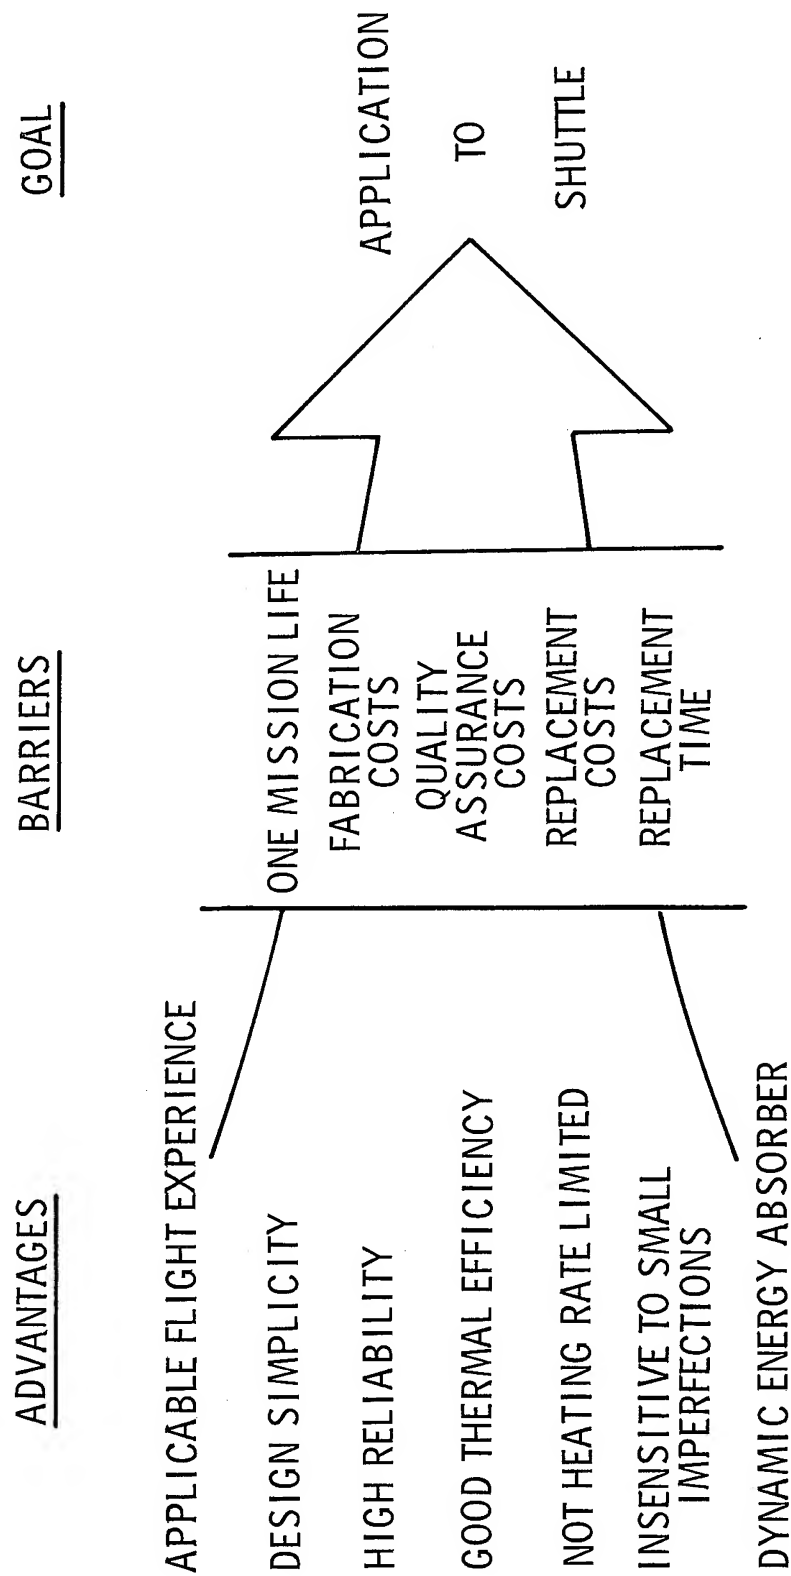 ADVANTAGES
APPLICABLE FLIGHT EXPERIENCE
DESIGN SIMPLICITY
HIGH RELIABILITY
GOOD THERMAL EFFICIENCY
NOT HEATING RATE LIMITED
INSENSITIVE TO SMALL
IMPERFECTIONS
DYNAMIC ENERGY ABSORBER
BARRIERS
ONE MISSION LIFE
FABRICATION
COSTS
QUALITY
ASSURANCE
COSTS
REPLACEMENT
COSTS
REPLACEMENT
TIME
GOAL
APPLICATION
TO
SHUTTLE